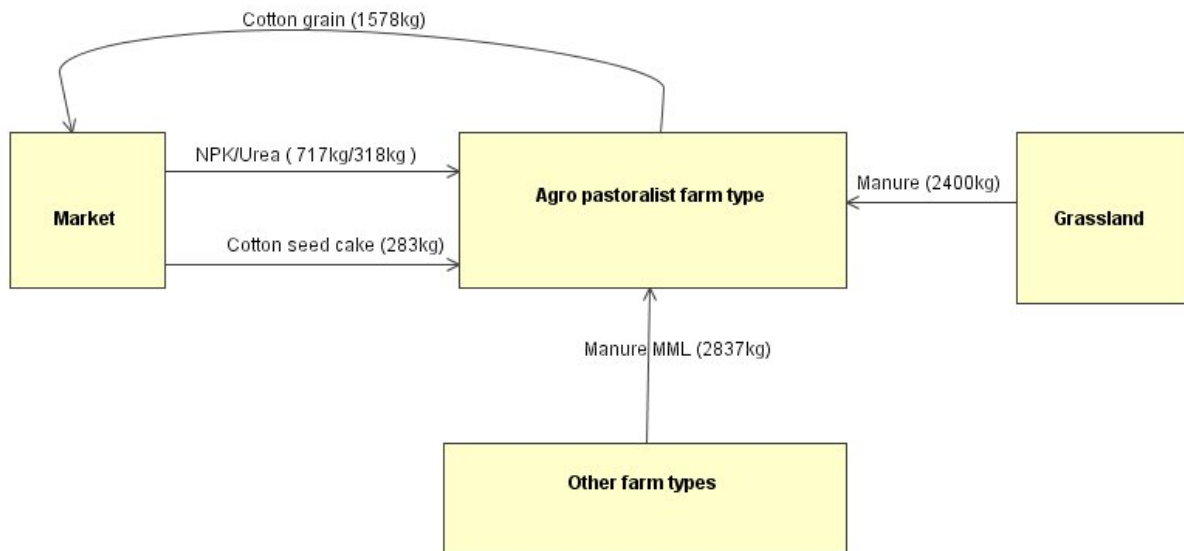 Cotton grain (1578kg)
NPK/Urea ( 717kg/318kg )
Market
Cotton seed cake (283kg)
Agro pastoralist farm type
Manure (2400kg)
Grassland
Manure MML (2837kg)
Other farm types